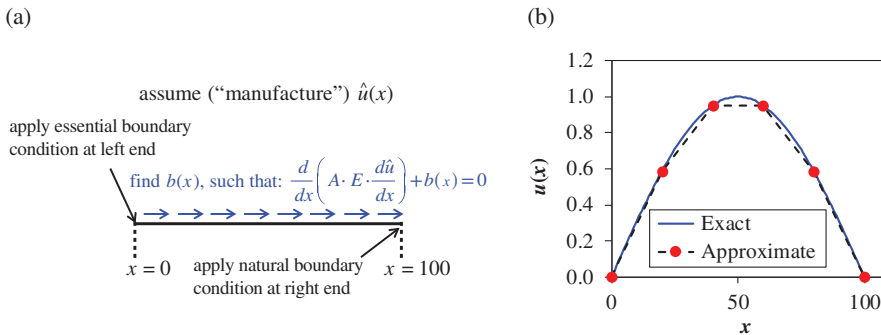 (a)
assume (“manufacture”) û(x)
apply essential boundary
condition at left end
find b(x), such that: d/dx(A·E·dû/dx)+b(x)=0
x = 0
apply natural boundary
condition at right end
x = 100
(b)
1.2
1.0
0.8
0.6
0.4
0.2
0.0
u(x)
Exact
Approximate
0
50
100
x